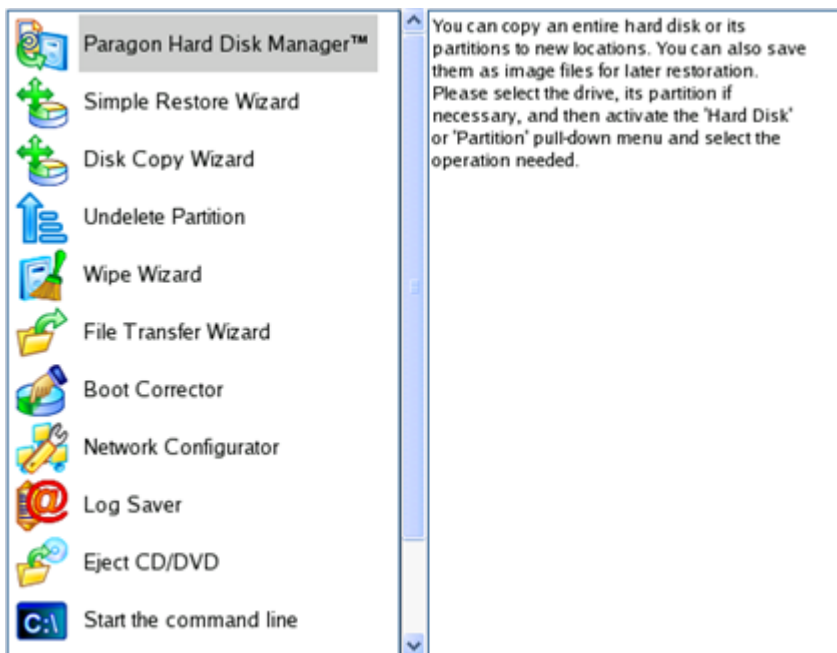 Paragon Hard Disk Manager™
Simple Restore Wizard
Disk Copy Wizard
Undelete Partition
Wipe Wizard
File Transfer Wizard
Boot Corrector
Network Configurator
Log Saver
Eject CD/DVD
C:\ Start the command line
You can copy an entire hard disk or its
partitions to new locations. You can also save
them as image files for later restoration.
Please select the drive, its partition if
necessary, and then activate the 'Hard Disk'
or 'Partition' pull-down menu and select the
operation needed.